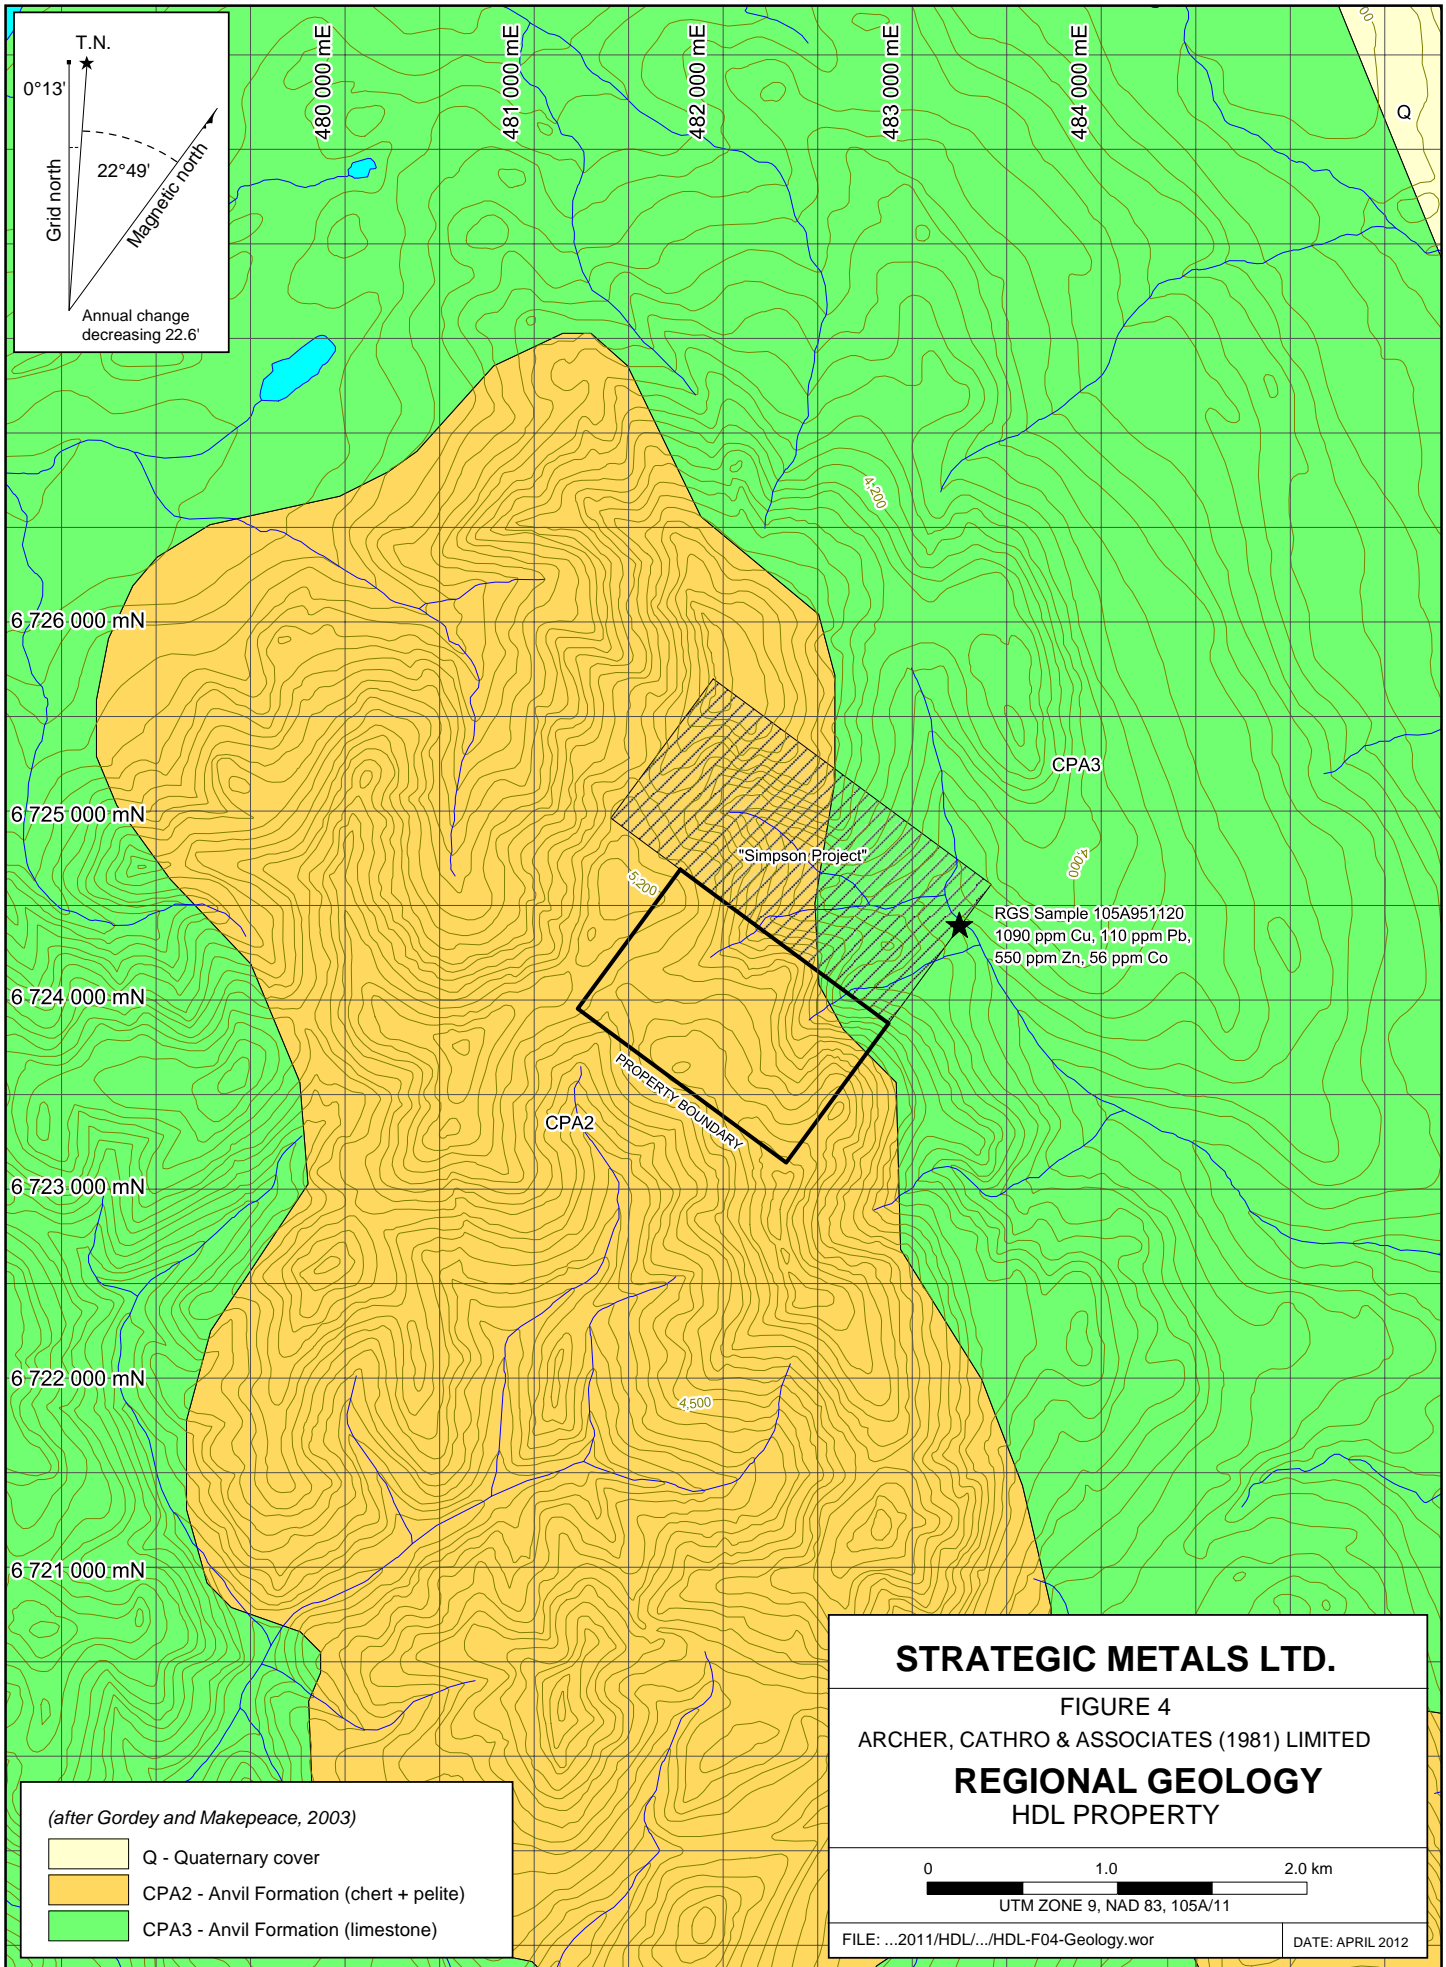 T.N.
0°13'
Grid north
22°49'
Magnetic north
Annual change
decreasing 22.6'
480 000 mE
481 000 mE
482 000 mE
483 000 mE
484 000 mE
Q
4,200
6 726 000 mN
CPA3
6 725 000 mN
"Simpson Project"
4,000
5,200
RGS Sample 105A951120
1090 ppm Cu, 110 ppm Pb,
550 ppm Zn, 56 ppm Co
6 724 000 mN
PROPERTY BOUNDARY
CPA2
6 723 000 mN
6 722 000 mN
4,500
6 721 000 mN
STRATEGIC METALS LTD.
FIGURE 4
ARCHER, CATHRO & ASSOCIATES (1981) LIMITED
REGIONAL GEOLOGY
HDL PROPERTY
0 1.0 2.0 km
UTM ZONE 9, NAD 83, 105A/11
FILE: ...2011/HDL/.../HDL-F04-Geology.wor
DATE: APRIL 2012
(after Gordey and Makepeace, 2003)
Q - Quaternary cover
CPA2 - Anvil Formation (chert + pelite)
CPA3 - Anvil Formation (limestone)